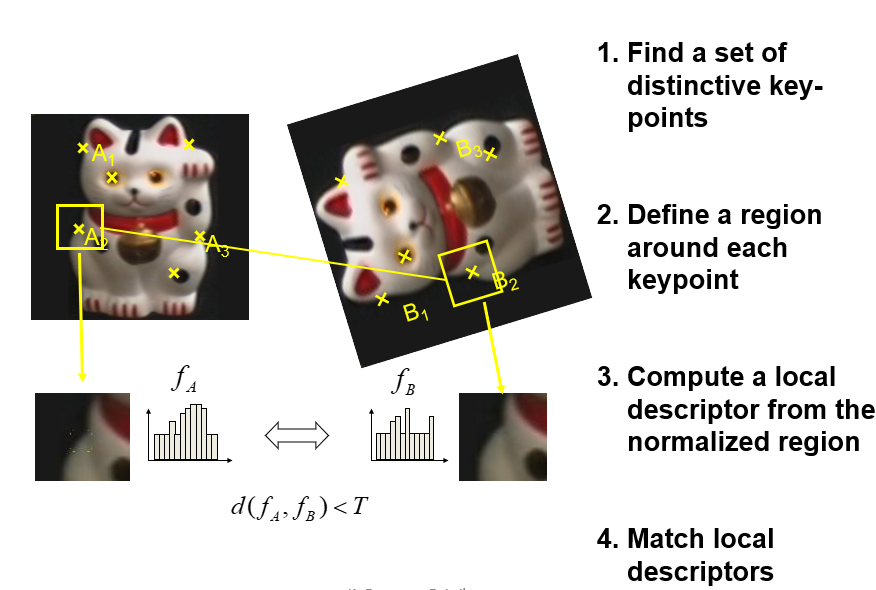 1. Find a set of
distinctive key-
points
2. Define a region
around each
keypoint
3. Compute a local
descriptor from the
normalized region
4. Match local
descriptors
A1
A2
A3
B1
B2
B3
fA
fB
d(fA, fB) < T